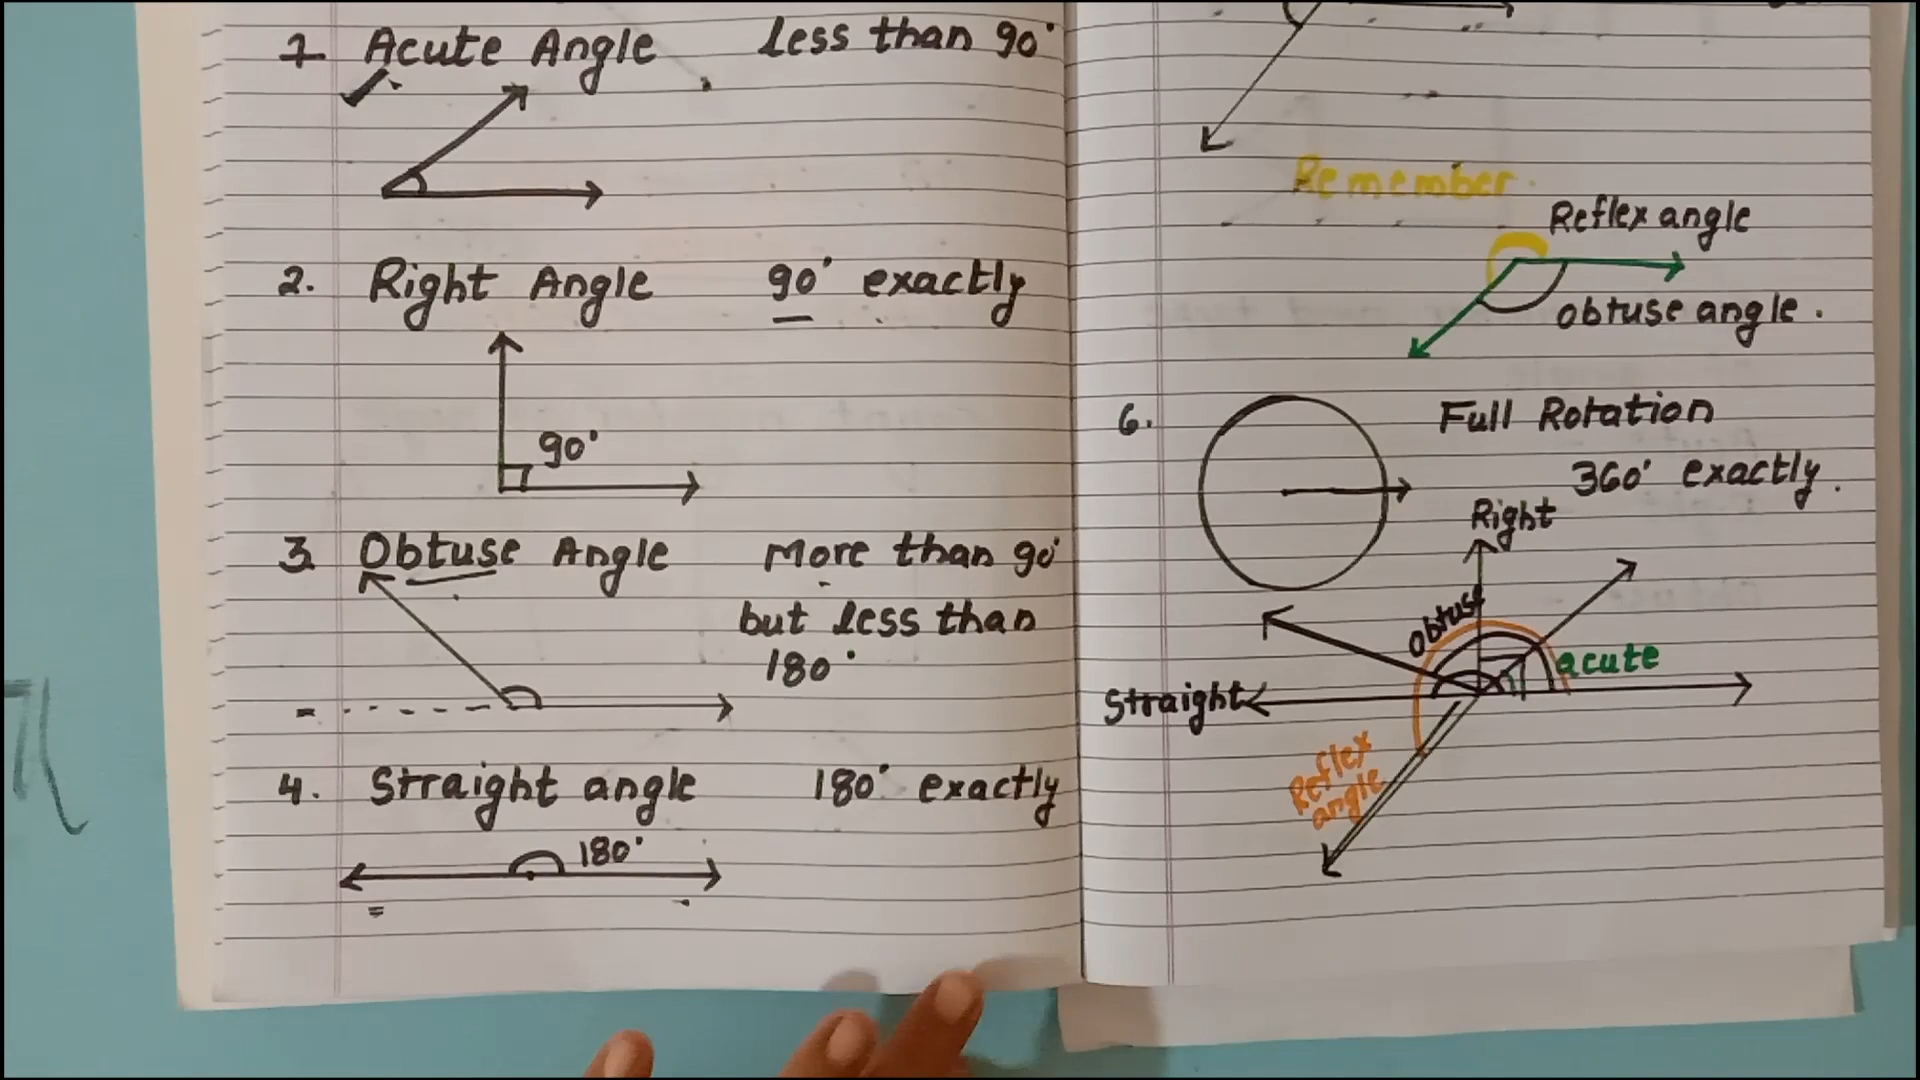 1. Acute Angle less than 90°
2. Right Angle 90° exactly
90°
3. Obtuse Angle More than 90°
but less than
180°
4. Straight angle 180° exactly
180°
Remember
Reflex angle
obtuse angle.
6. Full Rotation
360° exactly.
Right
obtuse
acute
Straight
Reflex
angle